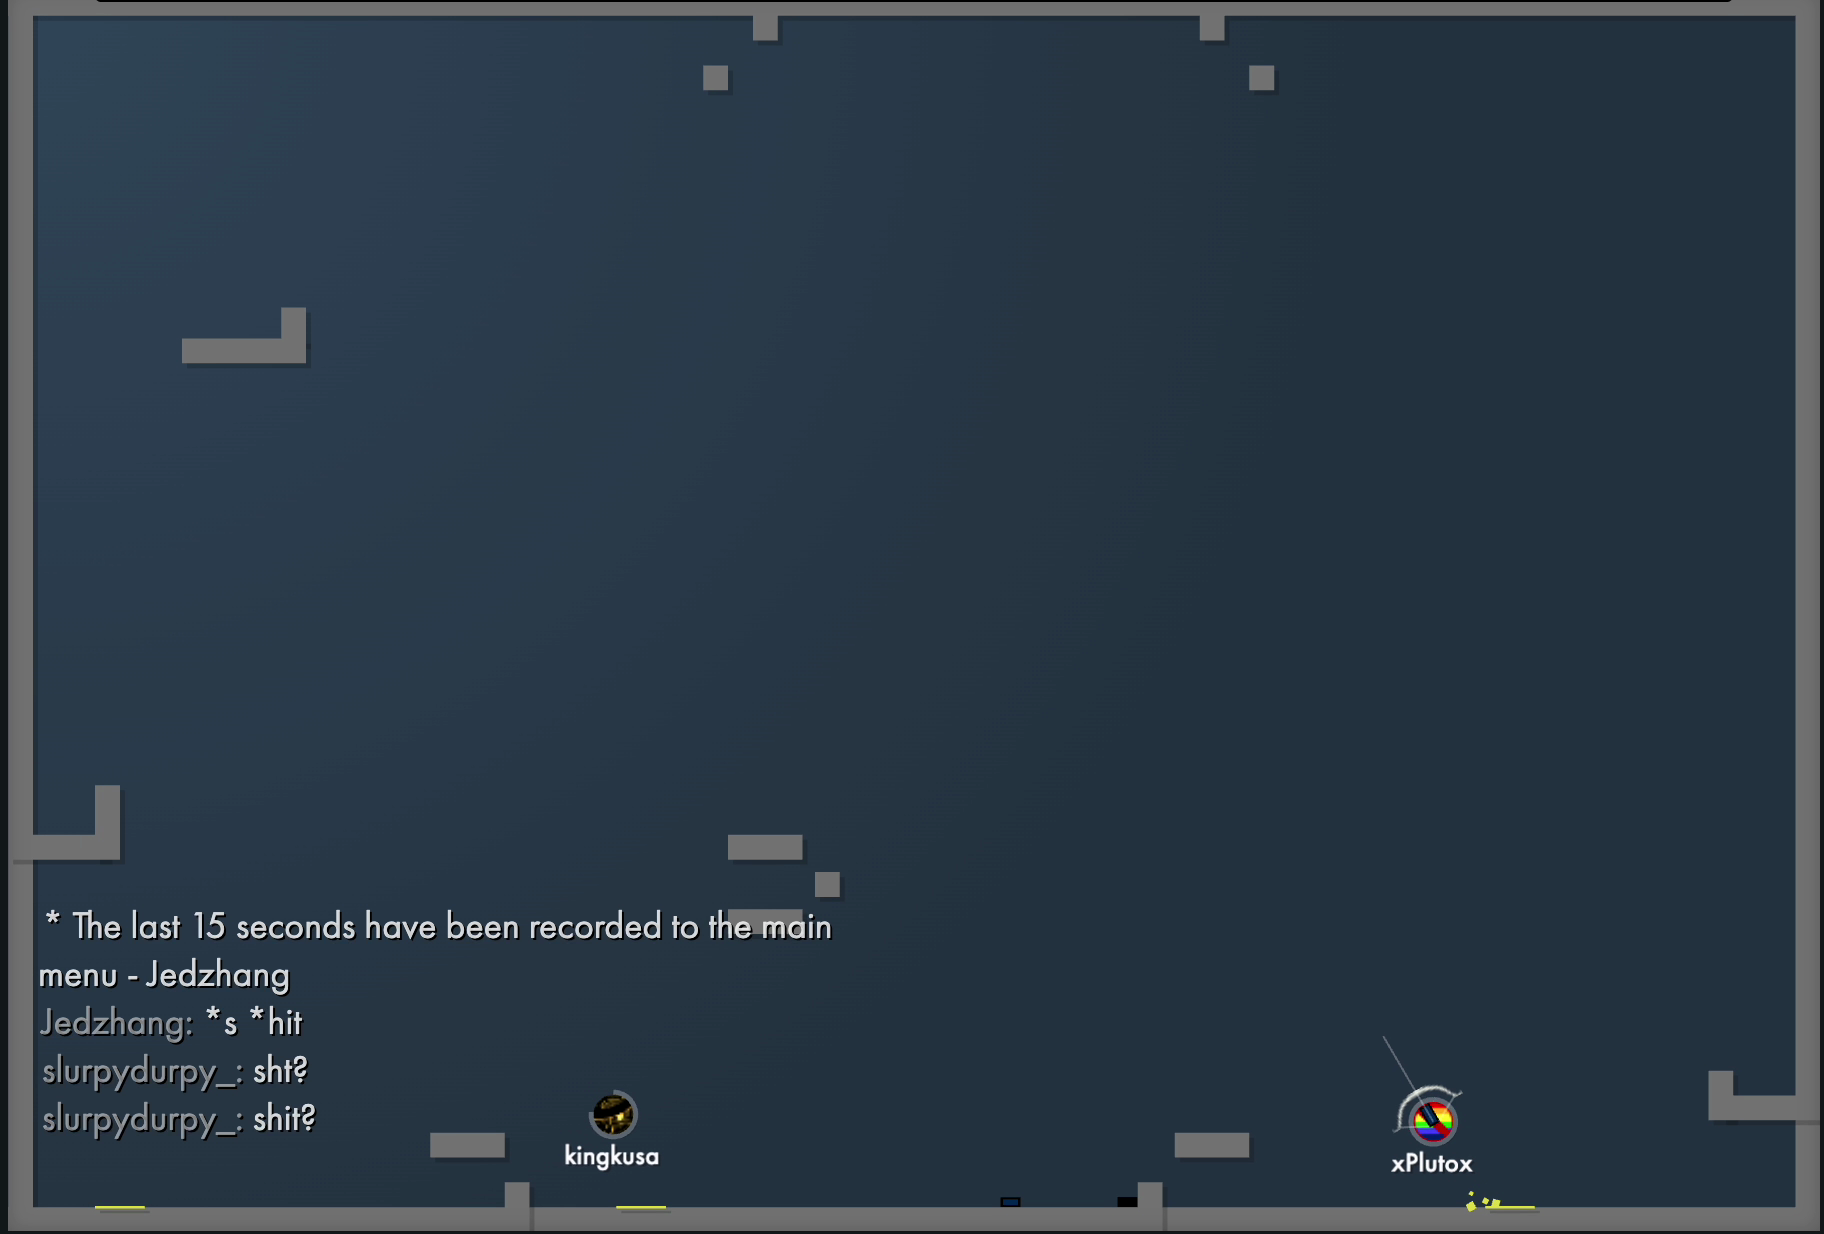 * The last 15 seconds have been recorded to the main
menu - Jedzhang
Jedzhang: *s *hit
slurpydurpy_: sht?
slurpydurpy_: shit?
kingkusa
xPlutox